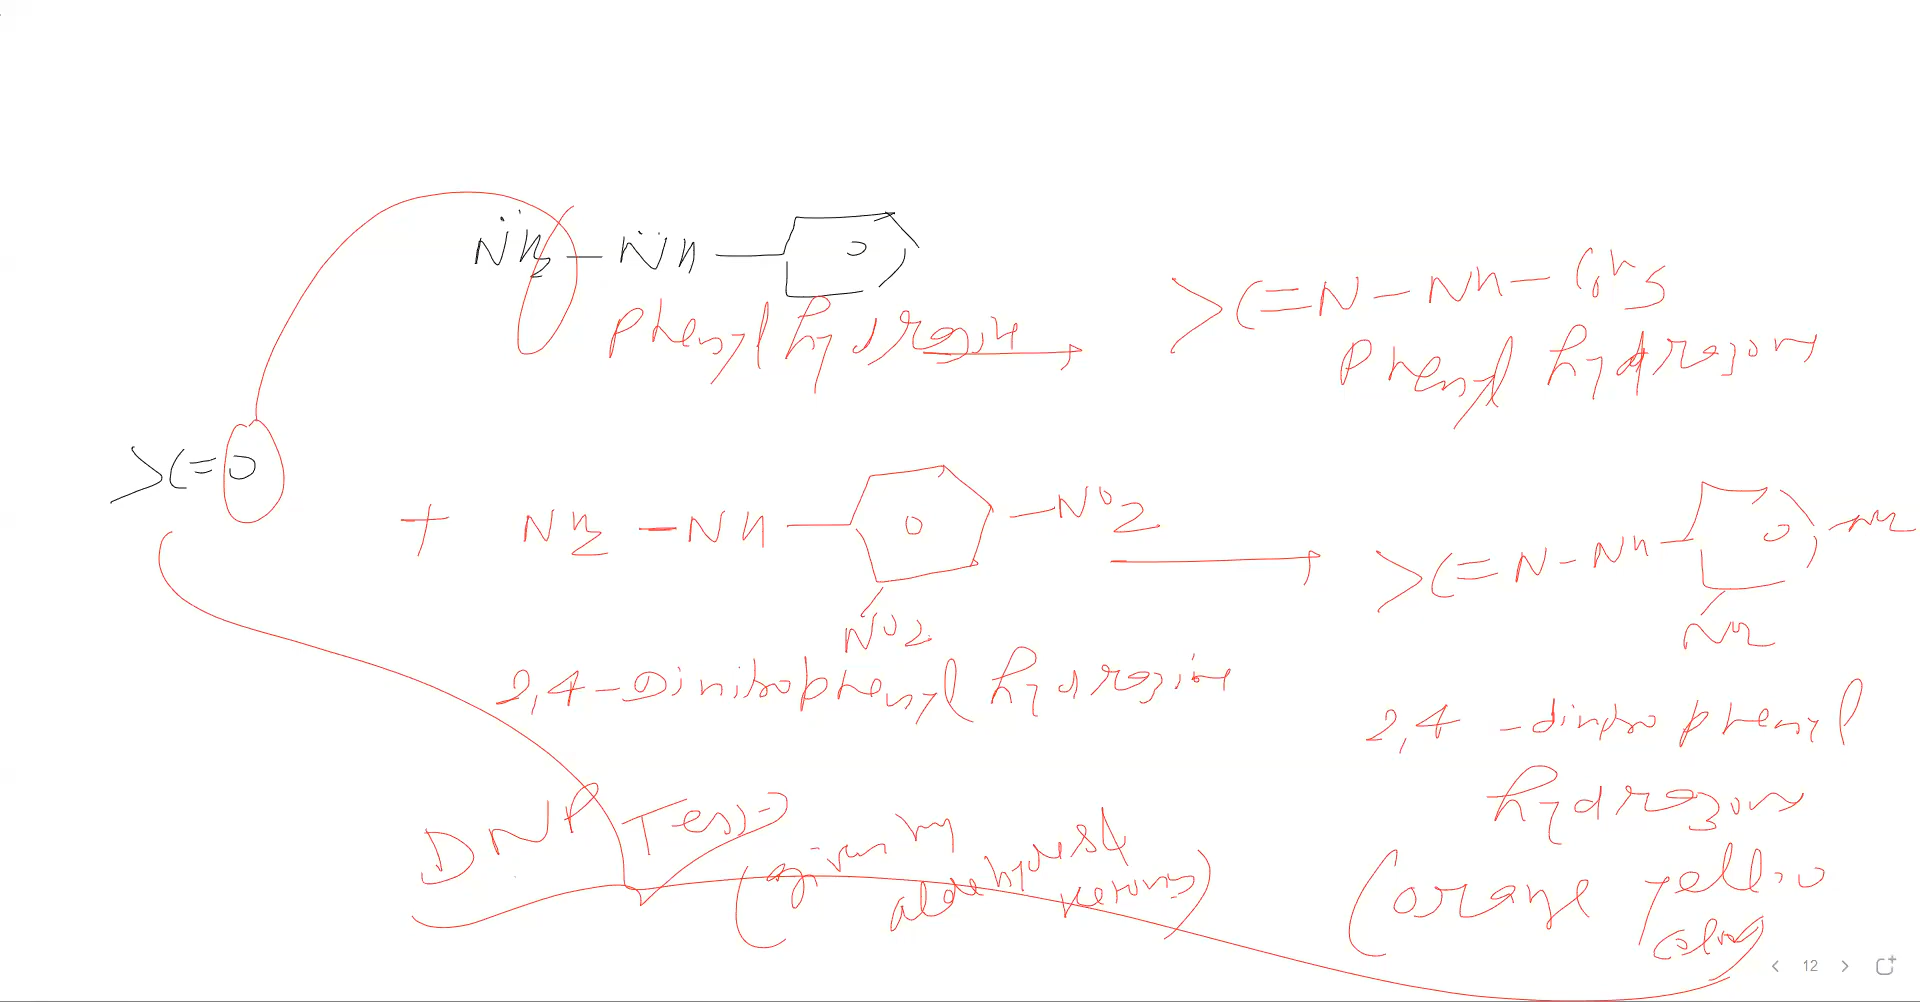 NH2 — NH —
Phenyl hydrazine
>C=N – NH – C6H5
Phenyl hydrazone
>C=O
+ NH2 – NH — — NO2
NO2
>C=N – NH — – NO2
NO2
2,4-Dinitrophenyl hydrazine
2,4 - dinitro phenyl
hydrazone
DNP Test
(given by
aldehydes &
ketones)
(orange yellow
colour)
12